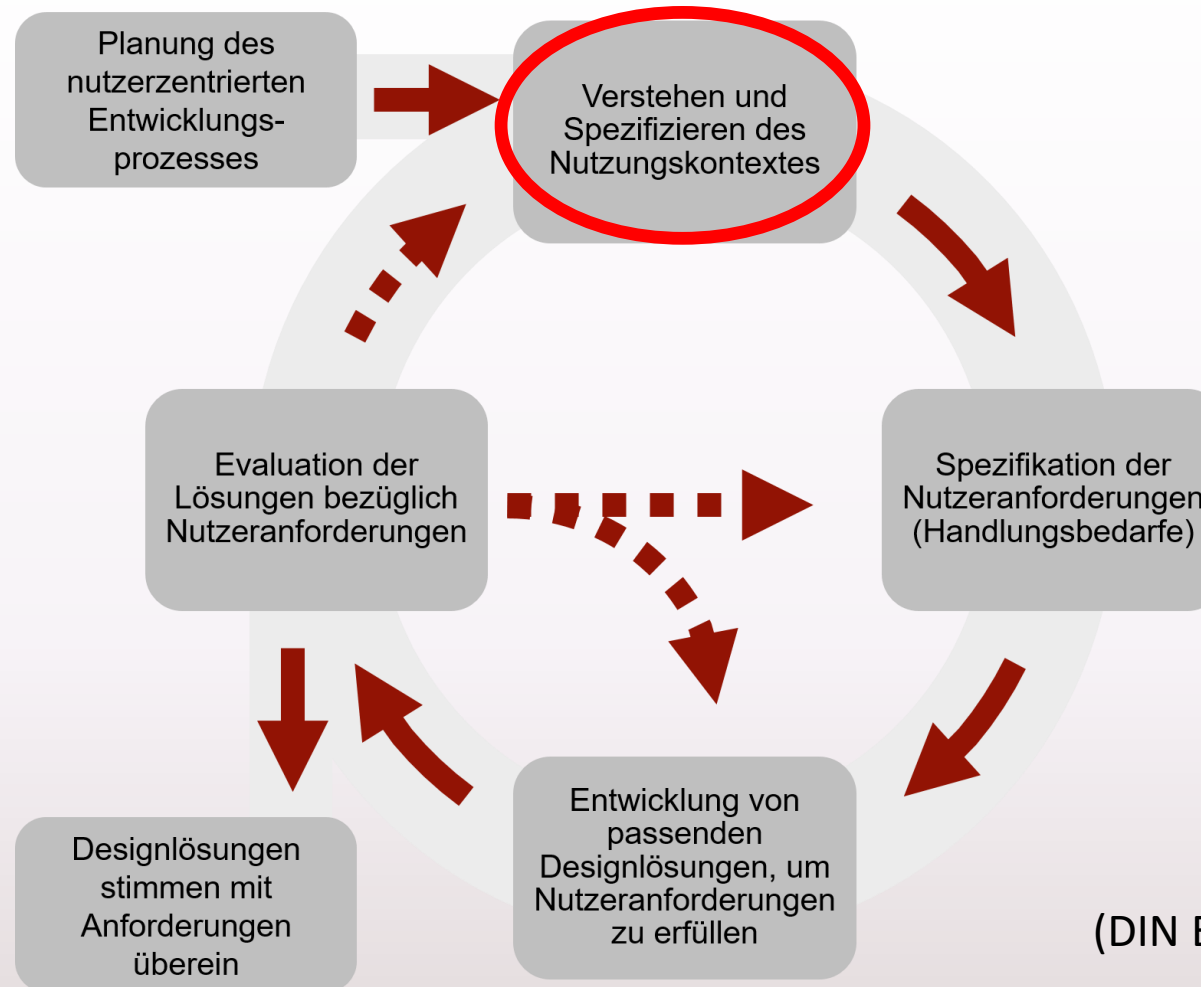 Planung des
nutzerzentrierten
Entwicklungs-
prozesses
Verstehen und
Spezifizieren des
Nutzungskontextes
Evaluation der
Lösungen bezüglich
Nutzeranforderungen
Spezifikation der
Nutzeranforderungen
(Handlungsbedarfe)
Designlösungen
stimmen mit
Anforderungen
überein
Entwicklung von
passenden
Designlösungen, um
Nutzeranforderungen
zu erfüllen
(DIN